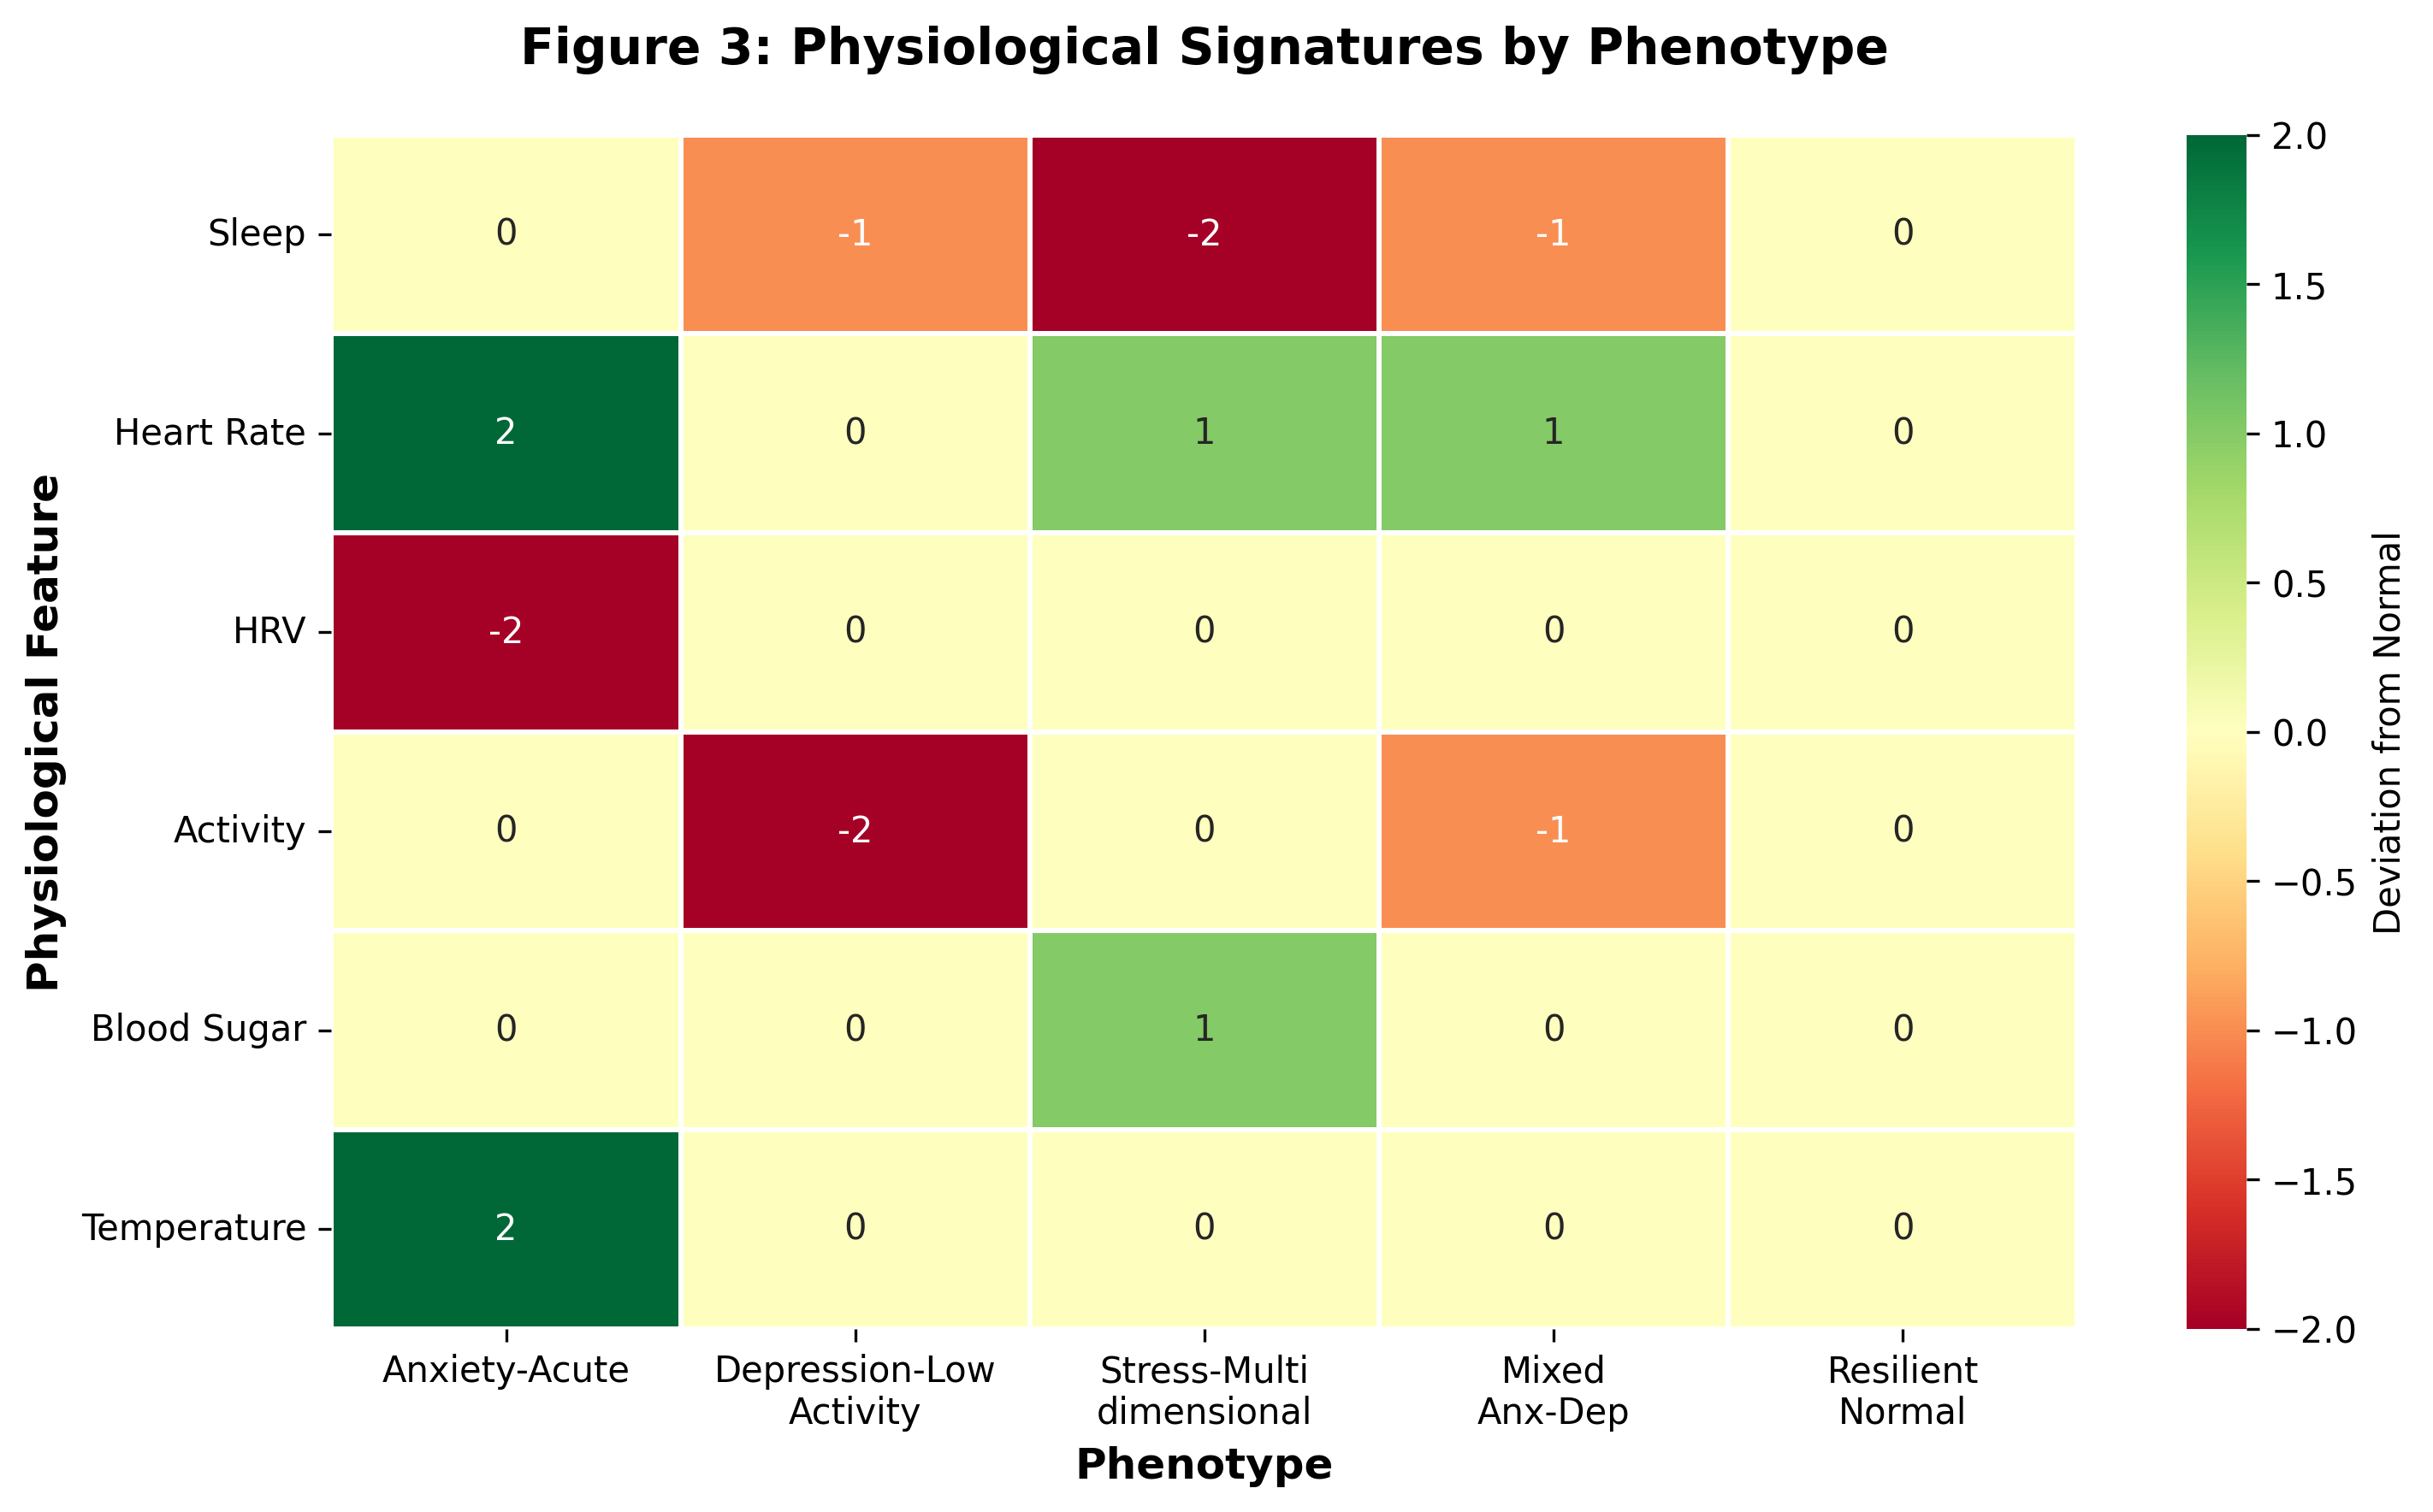 Figure 3: Physiological Signatures by Phenotype
Physiological Feature
Sleep 0 -1 -2 -1 0
Heart Rate 2 0 1 1 0
HRV -2 0 0 0 0
Activity 0 -2 0 -1 0
Blood Sugar 0 0 1 0 0
Temperature 2 0 0 0 0
Anxiety-Acute
Depression-Low
Activity
Stress-Multi
dimensional
Mixed
Anx-Dep
Resilient
Normal
Phenotype
2.0
1.5
1.0
0.5
0.0
−0.5
−1.0
−1.5
−2.0
Deviation from Normal